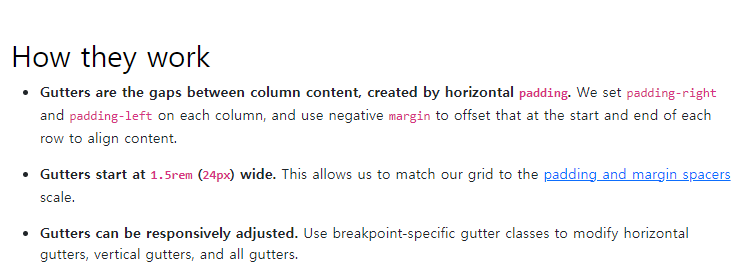 How they work
• Gutters are the gaps between column content, created by horizontal padding. We set padding-right
and padding-left on each column, and use negative margin to offset that at the start and end of each
row to align content.
• Gutters start at 1.5rem (24px) wide. This allows us to match our grid to the padding and margin spacers
scale.
• Gutters can be responsively adjusted. Use breakpoint-specific gutter classes to modify horizontal
gutters, vertical gutters, and all gutters.